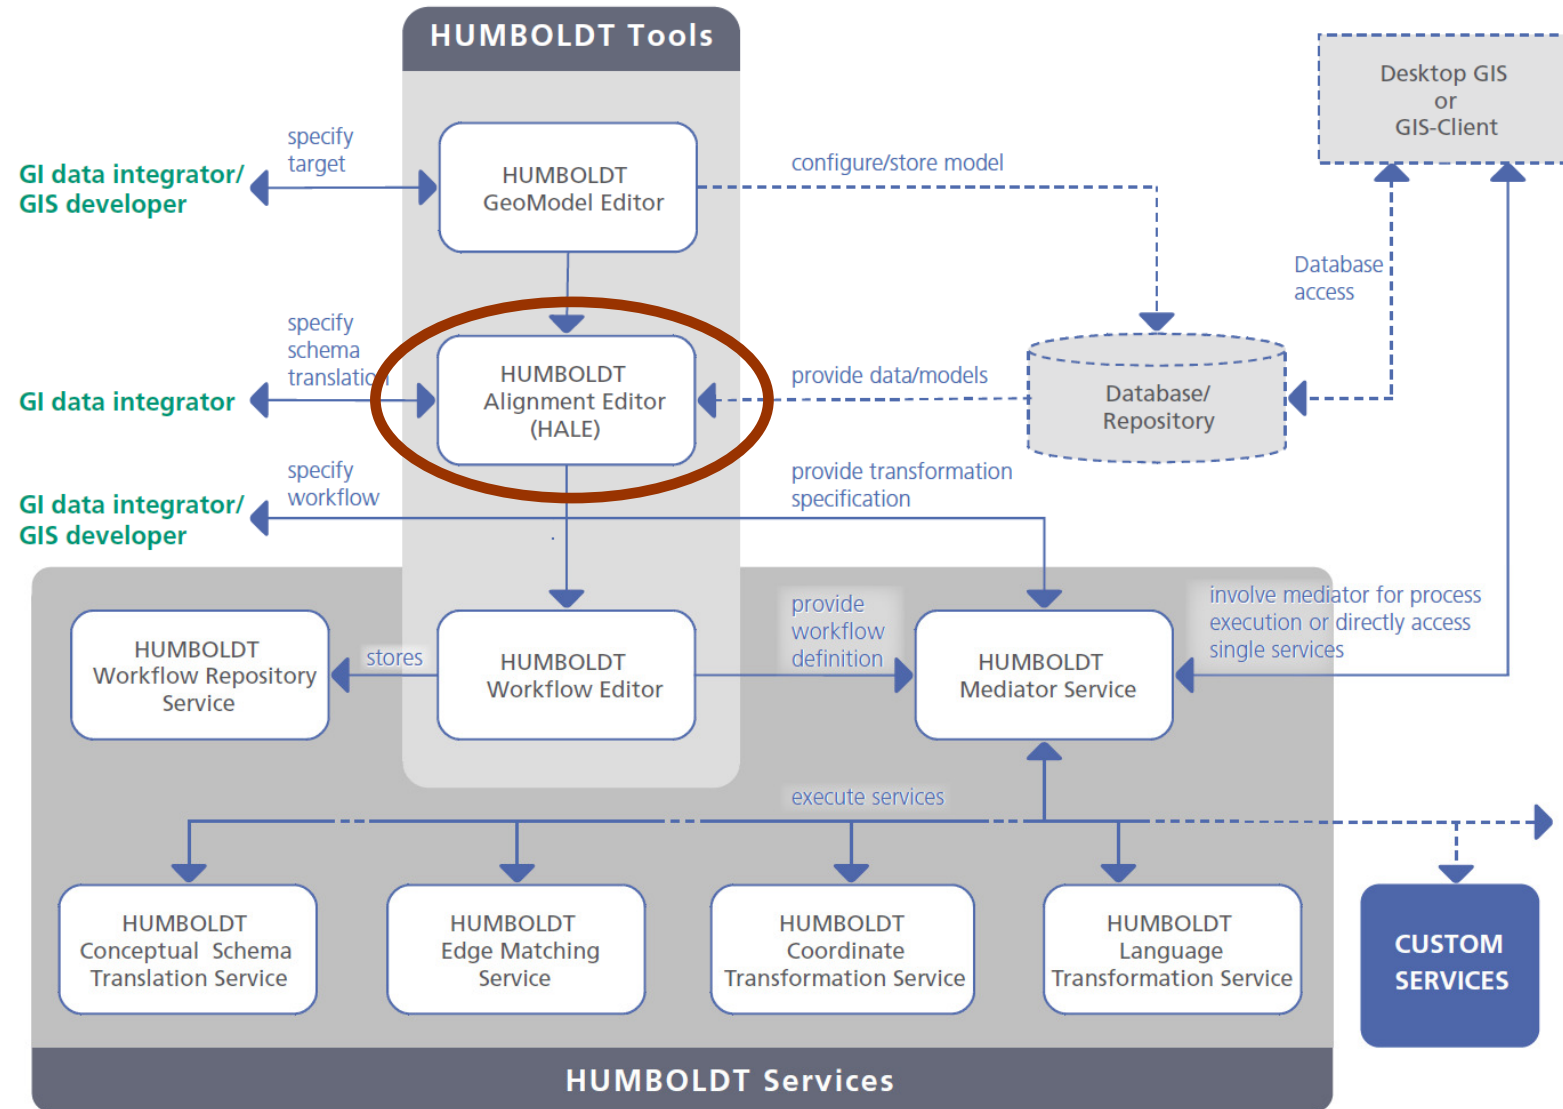 HUMBOLDT Tools
Desktop GIS
or
GIS-Client
specify
target
GI data integrator/
GIS developer
HUMBOLDT
GeoModel Editor
configure/store model
Database
access
specify
schema
translation
GI data integrator
HUMBOLDT
Alignment Editor
(HALE)
provide data/models
Database/
Repository
specify
workflow
GI data integrator/
GIS developer
provide transformation
specification
HUMBOLDT
Workflow Repository
Service
stores
HUMBOLDT
Workflow Editor
provide
workflow
definition
HUMBOLDT
Mediator Service
involve mediator for process
execution or directly access
single services
execute services
HUMBOLDT
Conceptual Schema
Translation Service
HUMBOLDT
Edge Matching
Service
HUMBOLDT
Coordinate
Transformation Service
HUMBOLDT
Language
Transformation Service
CUSTOM
SERVICES
HUMBOLDT Services